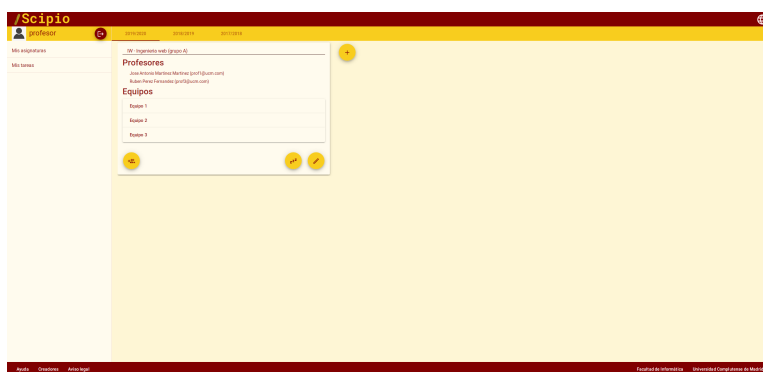 /Scipio
profesor
2019/2020 2018/2019 2017/2018
Mis asignaturas
Mis tareas
IW - Ingenieria web (grupo A)
Profesores
Jose Antonio Martinez Martinez (prof1@ucm.com)
Ruben Perez Fernandez (prof3@ucm.com)
Equipos
Equipo 1
Equipo 2
Equipo 3
Ayuda Creadores Aviso legal
Facultad de Informática Universidad Complutense de Madrid